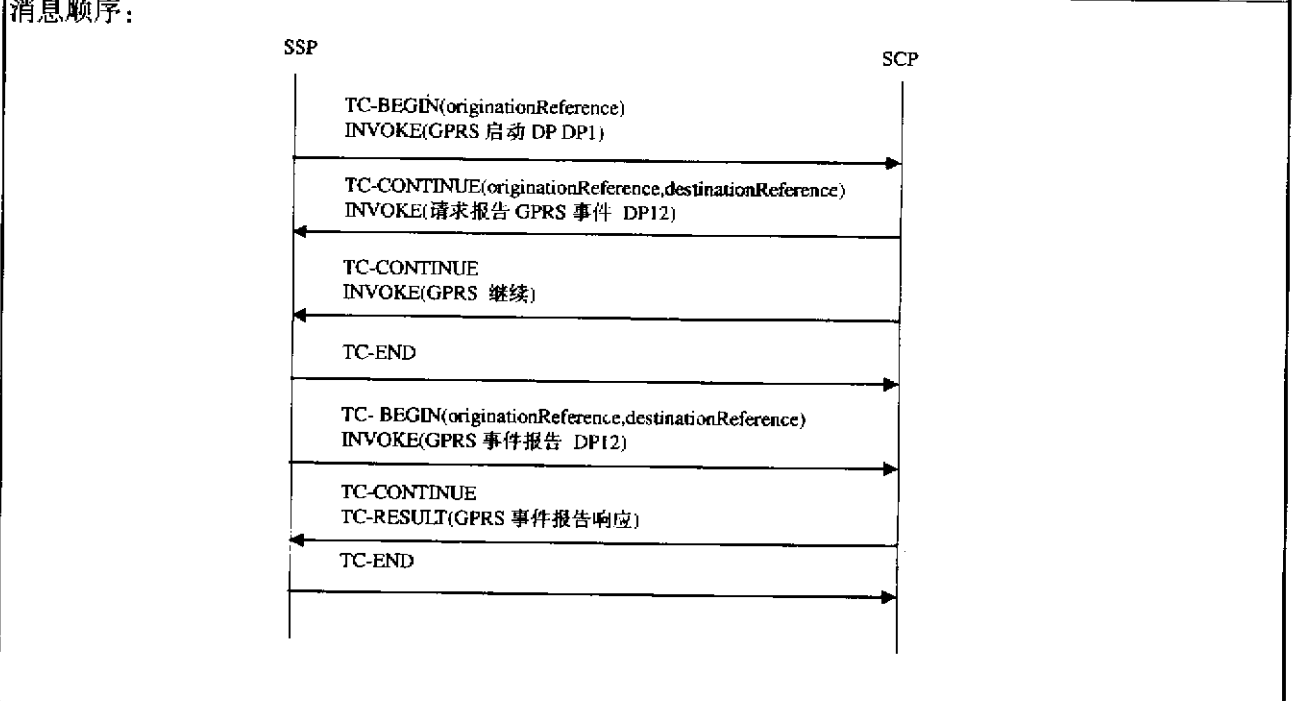 消息顺序：
SSP
SCP
TC-BEGIN(originationReference)
INVOKE(GPRS 启动 DP DP1)
TC-CONTINUE(originationReference,destinationReference)
INVOKE(请求报告 GPRS 事件 DP12)
TC-CONTINUE
INVOKE(GPRS 继续)
TC-END
TC- BEGIN(originationReference,destinationReference)
INVOKE(GPRS 事件报告 DP12)
TC-CONTINUE
TC-RESULT(GPRS 事件报告响应)
TC-END